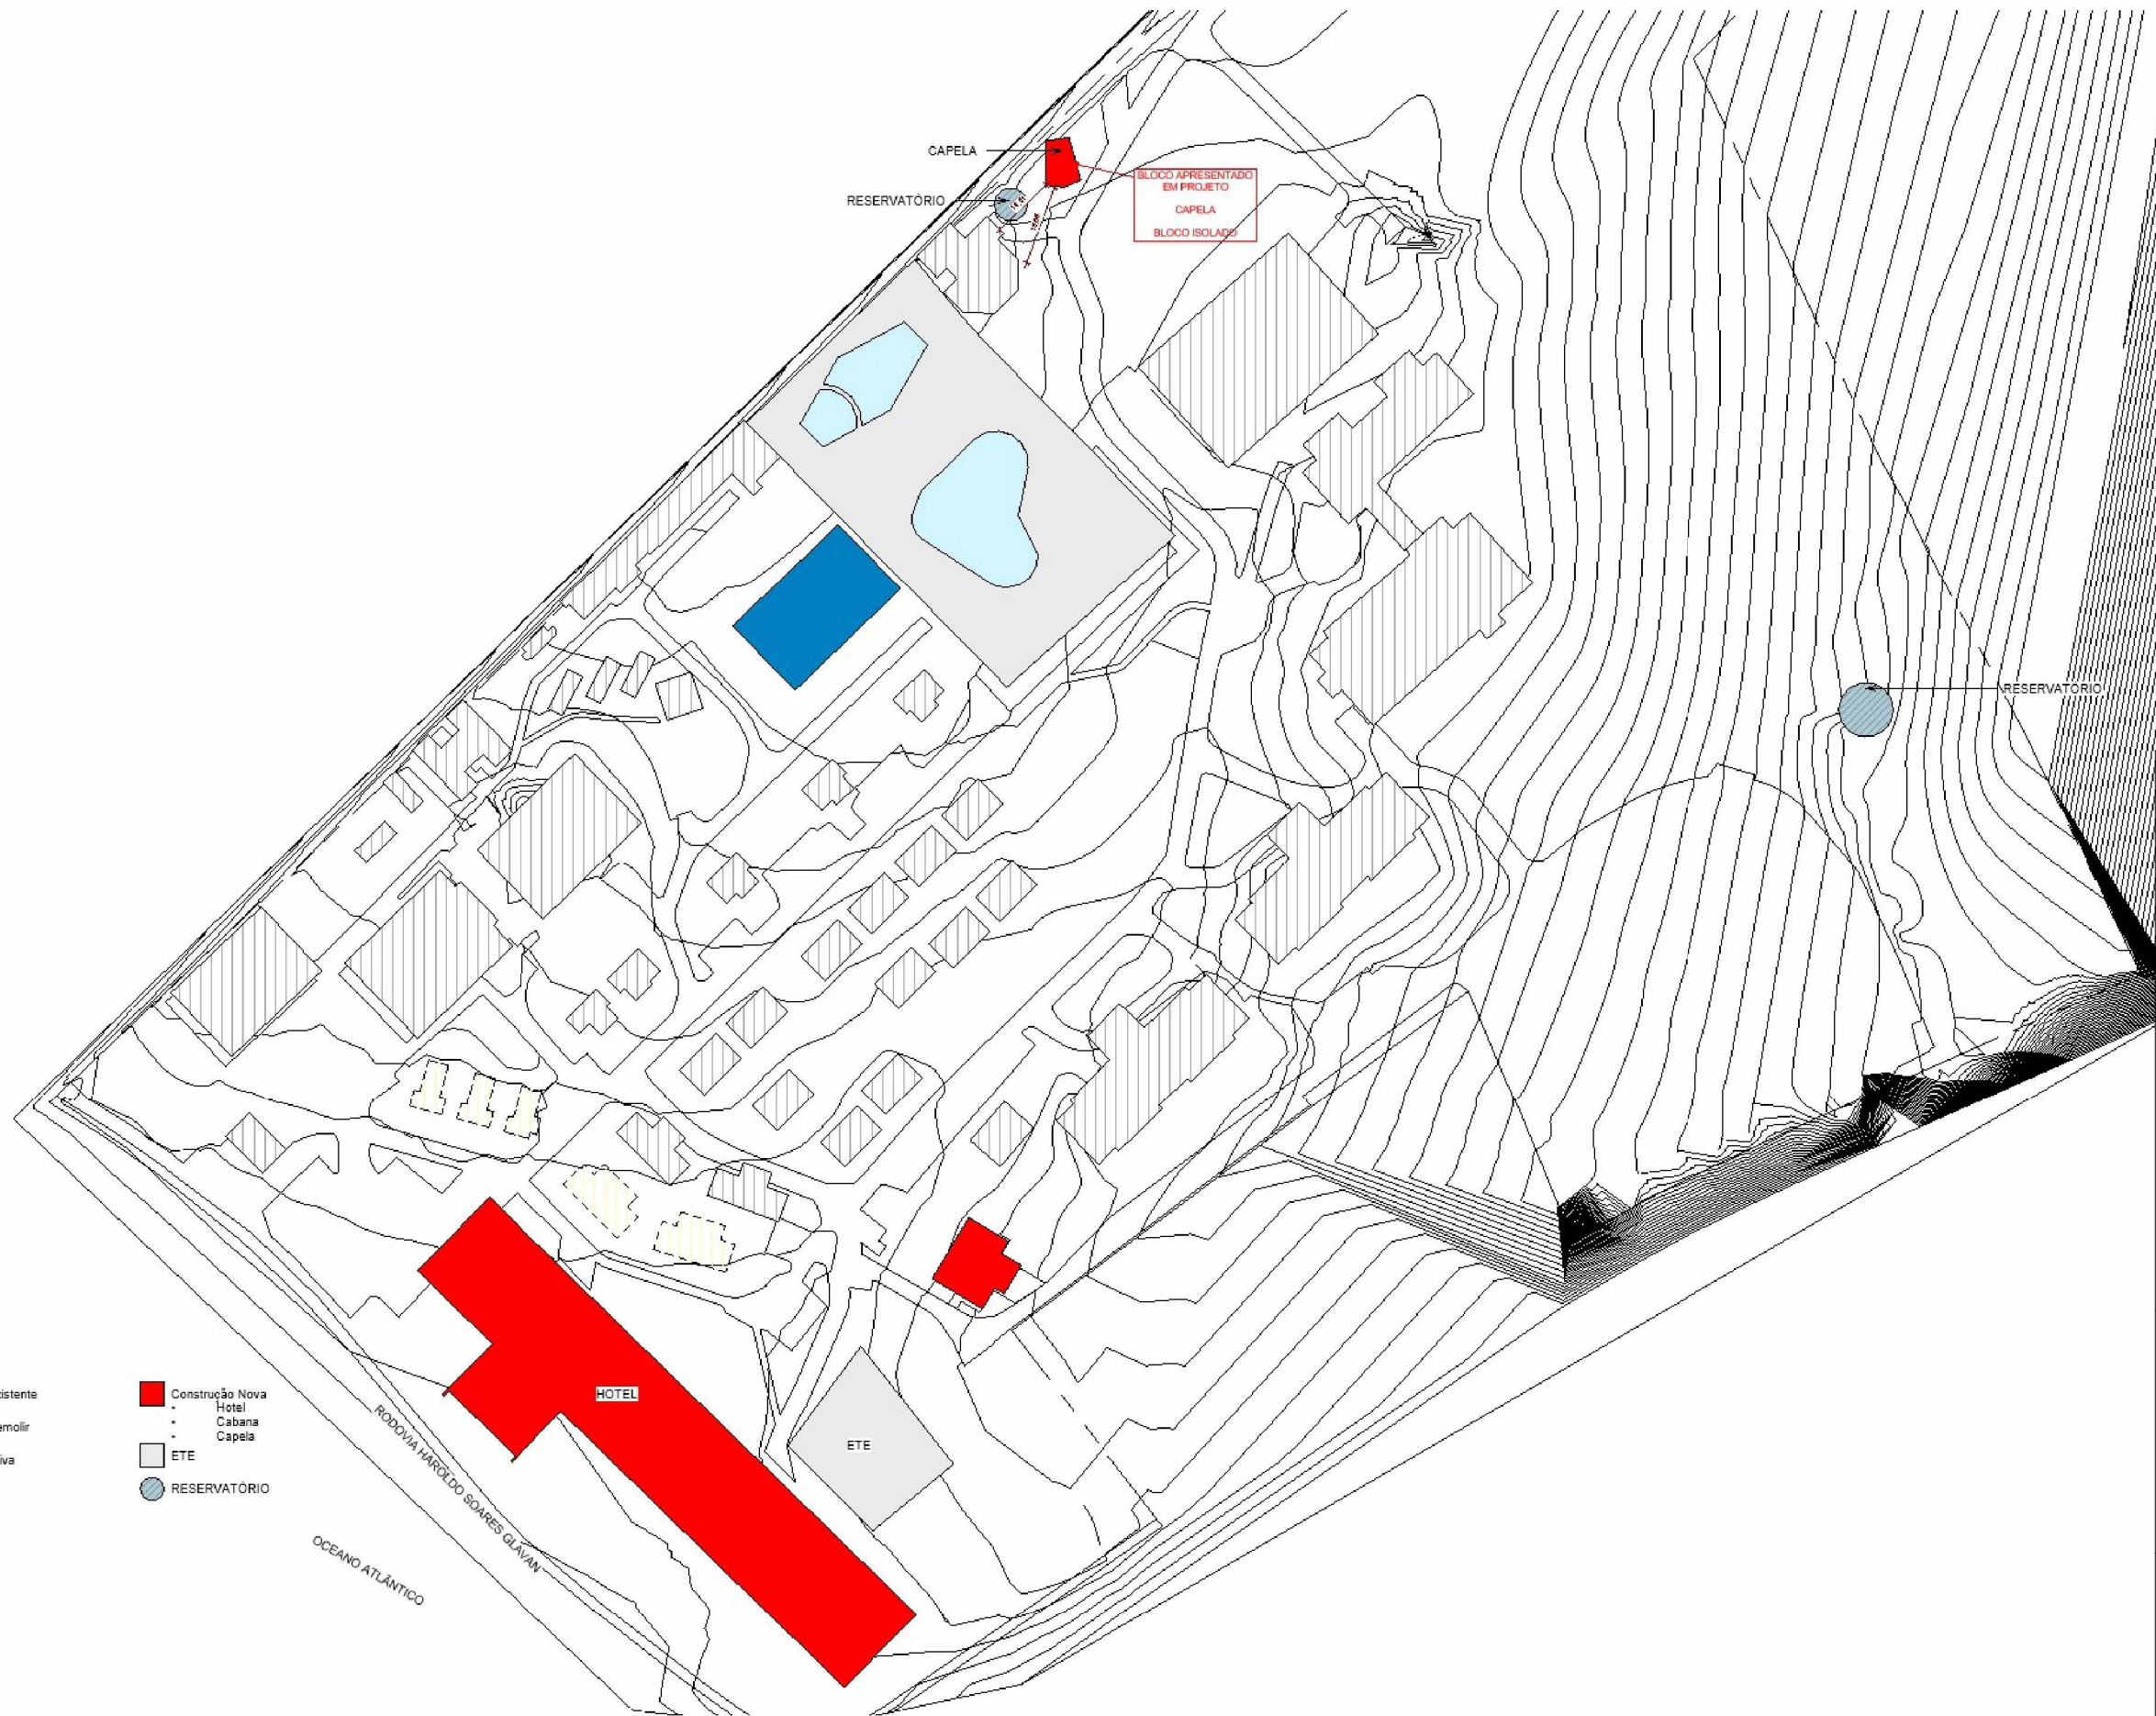 CAPELA
RESERVATÓRIO
BLOCO APRESENTADO
EM PROJETO
CAPELA
BLOCO ISOLADO
RESERVATÓRIO
HOTEL
ETE
istente
emolir
iva
Construção Nova
- Hotel
- Cabana
- Capela
ETE
RESERVATÓRIO
RODOVIA HAROLDO SOARES GLAVAN
OCEANO ATLÂNTICO